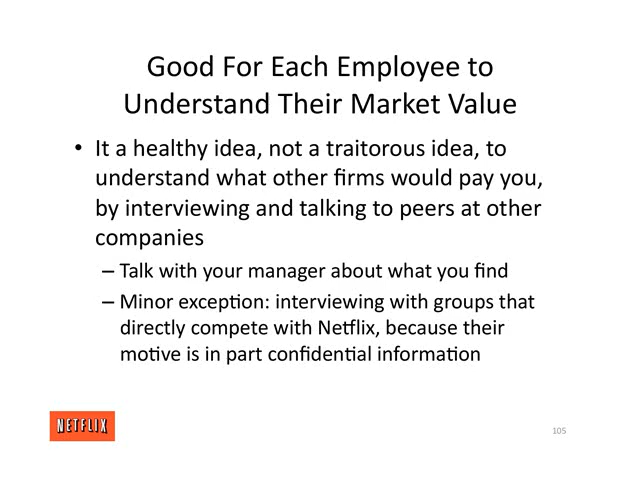 Good For Each Employee to
Understand Their Market Value
• It a healthy idea, not a traitorous idea, to
understand what other firms would pay you,
by interviewing and talking to peers at other
companies
– Talk with your manager about what you find
– Minor exception: interviewing with groups that
directly compete with Netflix, because their
motive is in part confidential information
NETFLIX
105